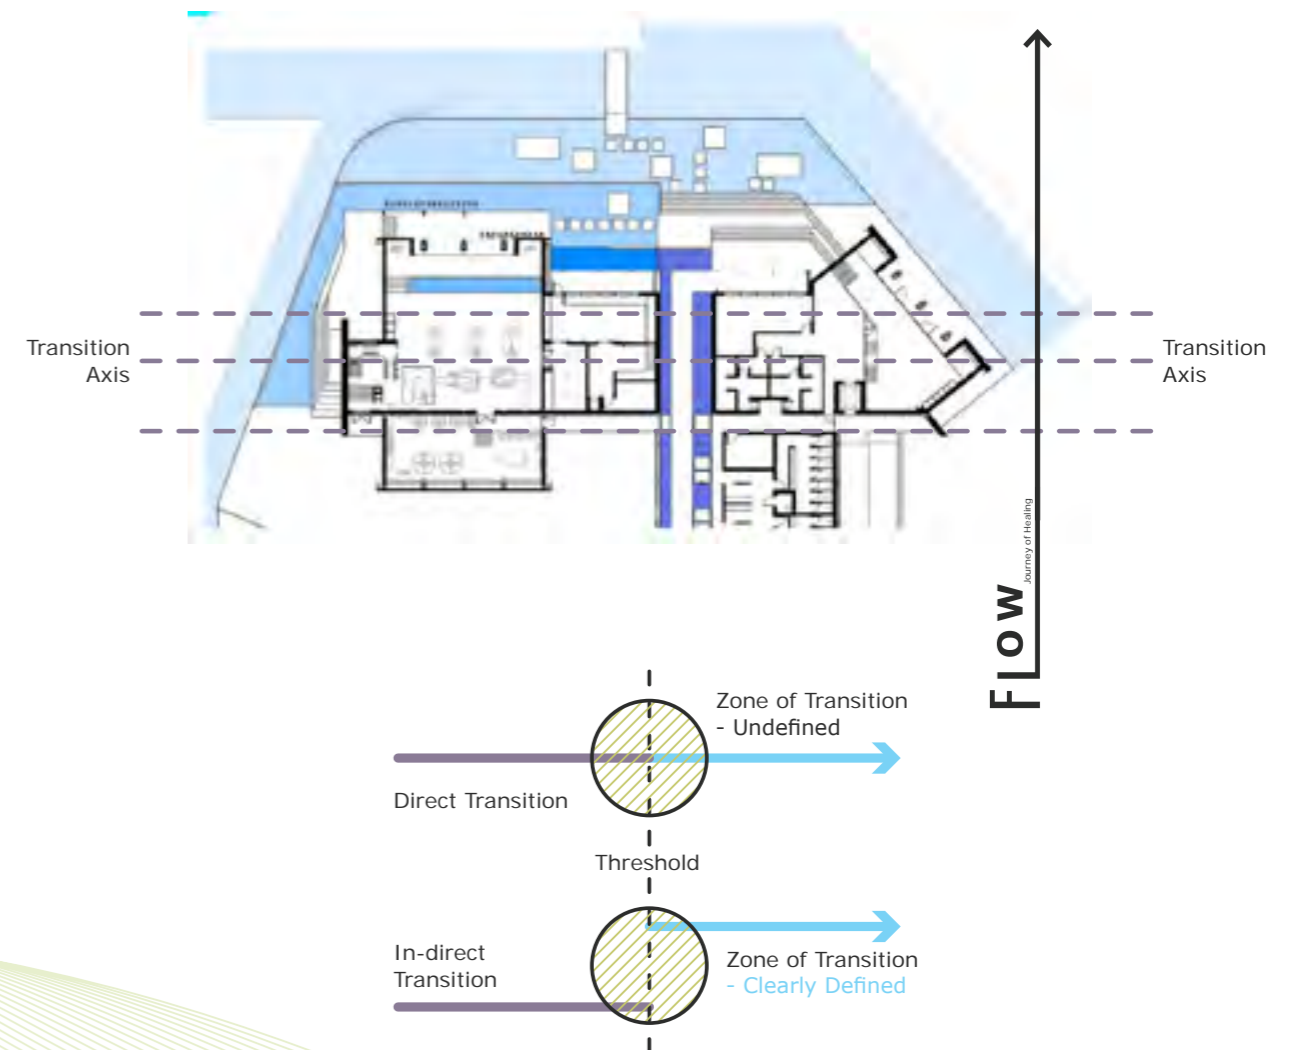 Transition
Axis
Transition
Axis
Flow
Journey of Healing
Zone of Transition
- Undefined
Direct Transition
Threshold
In-direct
Transition
Zone of Transition
- Clearly Defined